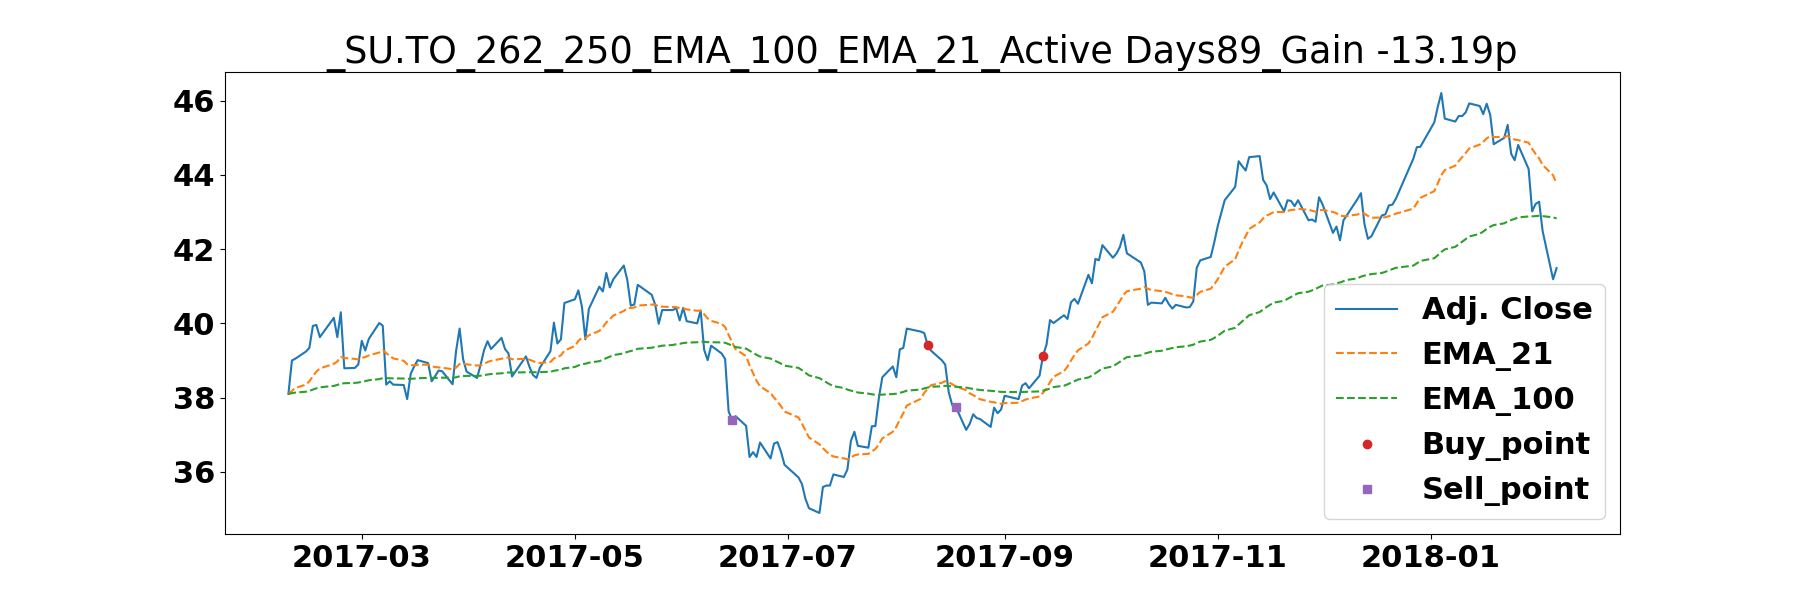 _SU.TO_262_250_EMA_100_EMA_21_Active Days89_Gain -13.19p
46
44
42
40
38
36
2017-03 2017-05 2017-07 2017-09 2017-11 2018-01
Adj. Close
EMA_21
EMA_100
Buy_point
Sell_point